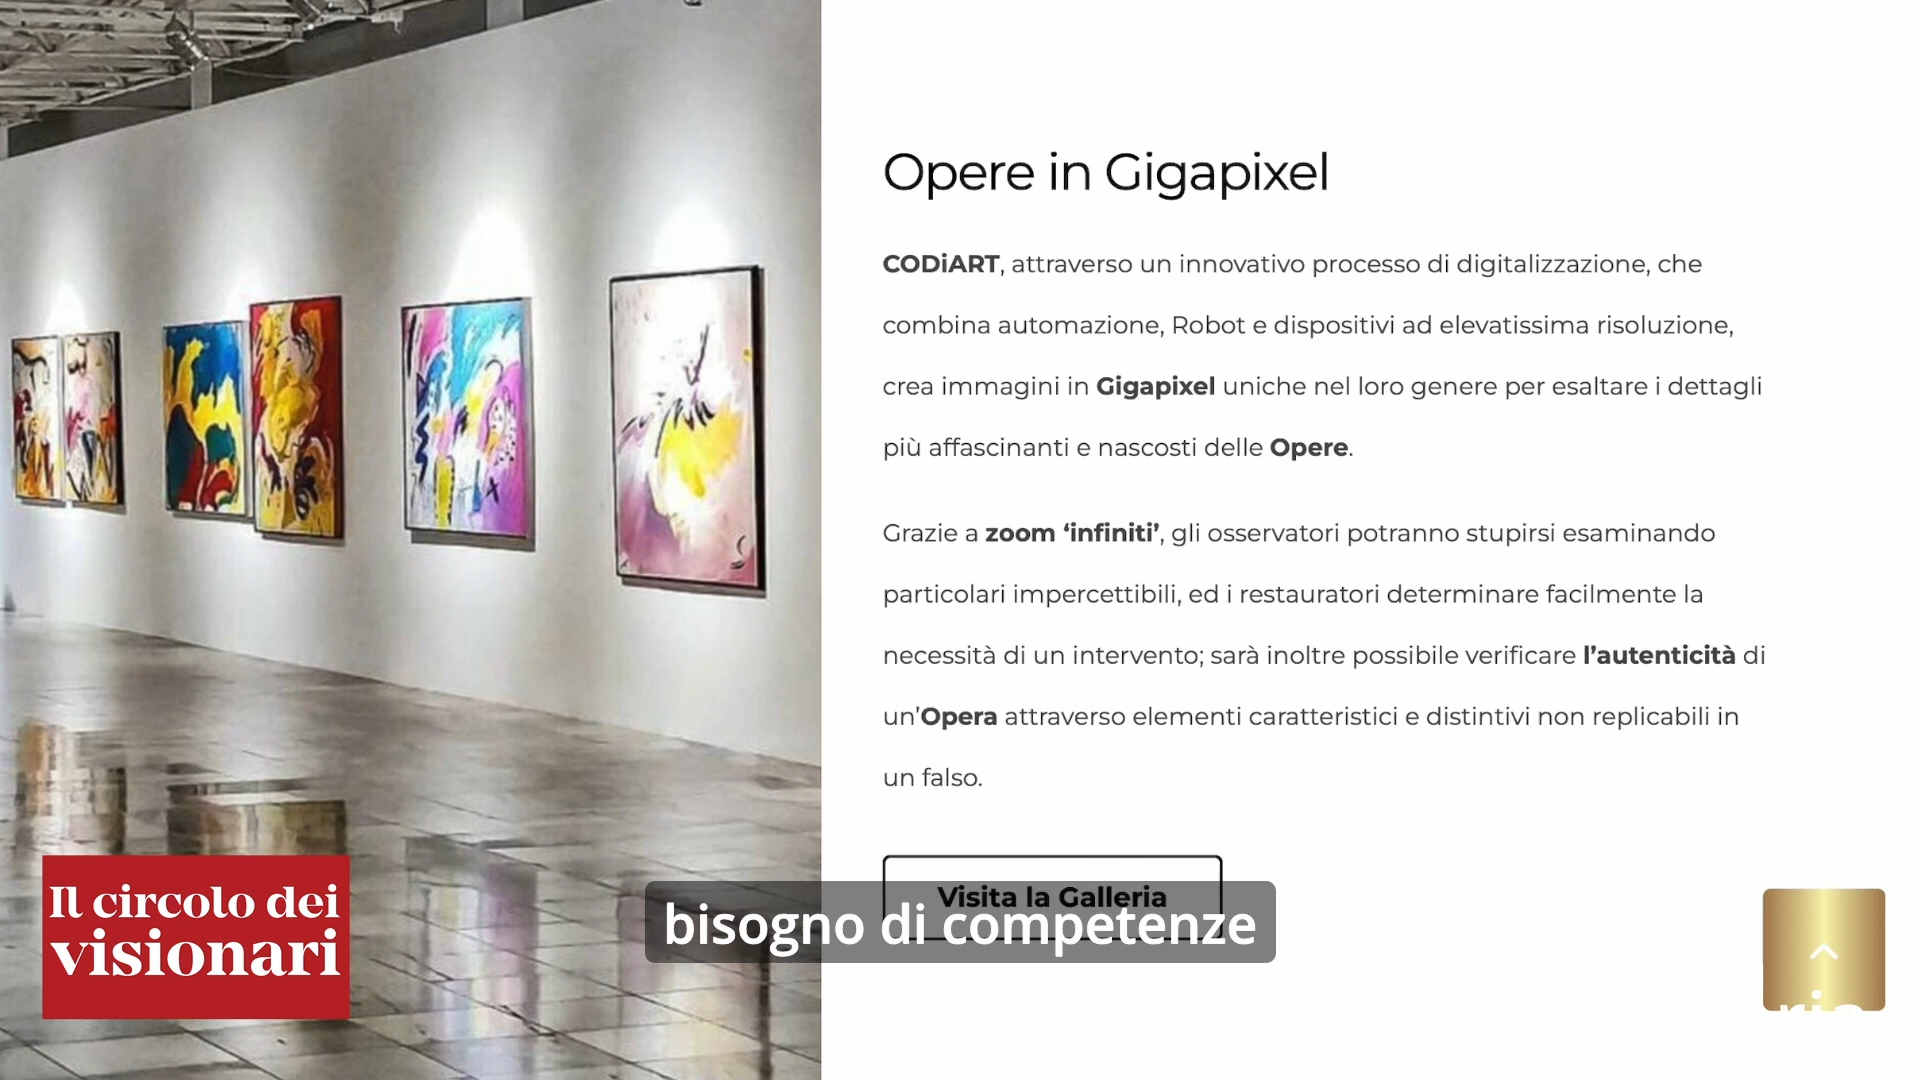 Opere in Gigapixel
CODiART, attraverso un innovativo processo di digitalizzazione, che
combina automazione, Robot e dispositivi ad elevatissima risoluzione,
crea immagini in Gigapixel uniche nel loro genere per esaltare i dettagli
più affascinanti e nascosti delle Opere.
Grazie a zoom ‘infiniti’, gli osservatori potranno stupirsi esaminando
particolari impercettibili, ed i restauratori determinare facilmente la
necessità di un intervento; sarà inoltre possibile verificare l’autenticità di
un’Opera attraverso elementi caratteristici e distintivi non replicabili in
un falso.
Visita la Galleria
bisogno di competenze
Il circolo dei
visionari